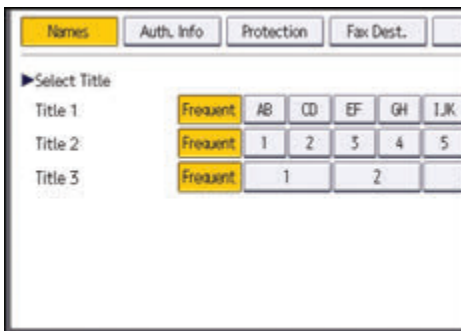 Names Auth. Info Protection Fax Dest.
►Select Title
Title 1 Frequent AB CD EF GH IJK
Title 2 Frequent 1 2 3 4 5
Title 3 Frequent 1 2